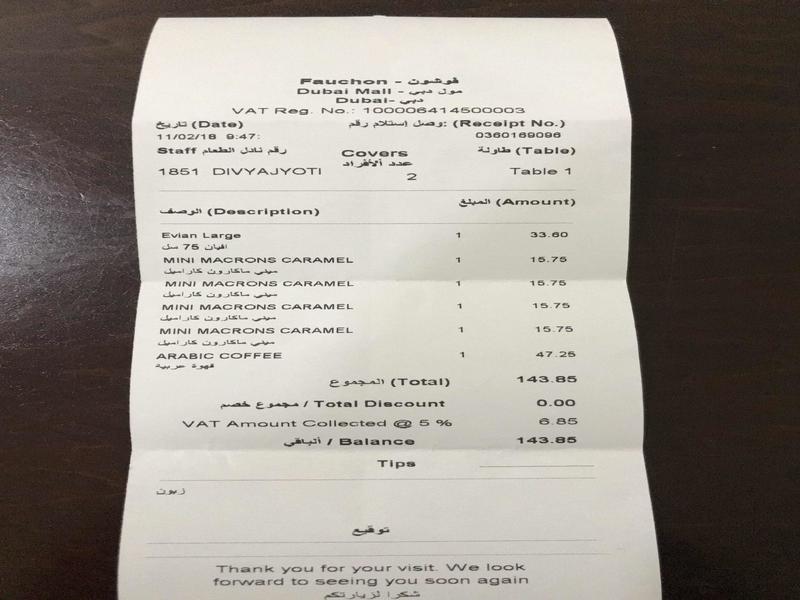 Fauchon - فوشون
Dubai Mall - مول دبي
Dubai- دبي
VAT Reg. No.: 100006414500003
تاريخ (Date) وصل إستلام رقم: (Receipt No.)
11/02/18 9:47: 0360169096
Staff رقم نادل الطعام Covers طاولة (Table)
عدد ألأفراد
1851 DIVYAJYOTI 2 Table 1
الوصف (Description) المبلغ (Amount)
Evian Large 1 33.60
افيان 75 سل
MINI MACRONS CARAMEL 1 15.75
ميني ماكارون كاراميل
MINI MACRONS CARAMEL 1 15.75
ميني ماكارون كاراميل
MINI MACRONS CARAMEL 1 15.75
ميني ماكارون كاراميل
MINI MACRONS CARAMEL 1 15.75
ميني ماكارون كاراميل
ARABIC COFFEE 1 47.25
قهوة عربية
المجموع (Total) 143.85
مجموع خصم / Total Discount 0.00
VAT Amount Collected @ 5 % 6.85
ألباقي / Balance 143.85
Tips
زبون
توقيع
Thank you for your visit. We look
forward to seeing you soon again
شكرا لزيارتكم